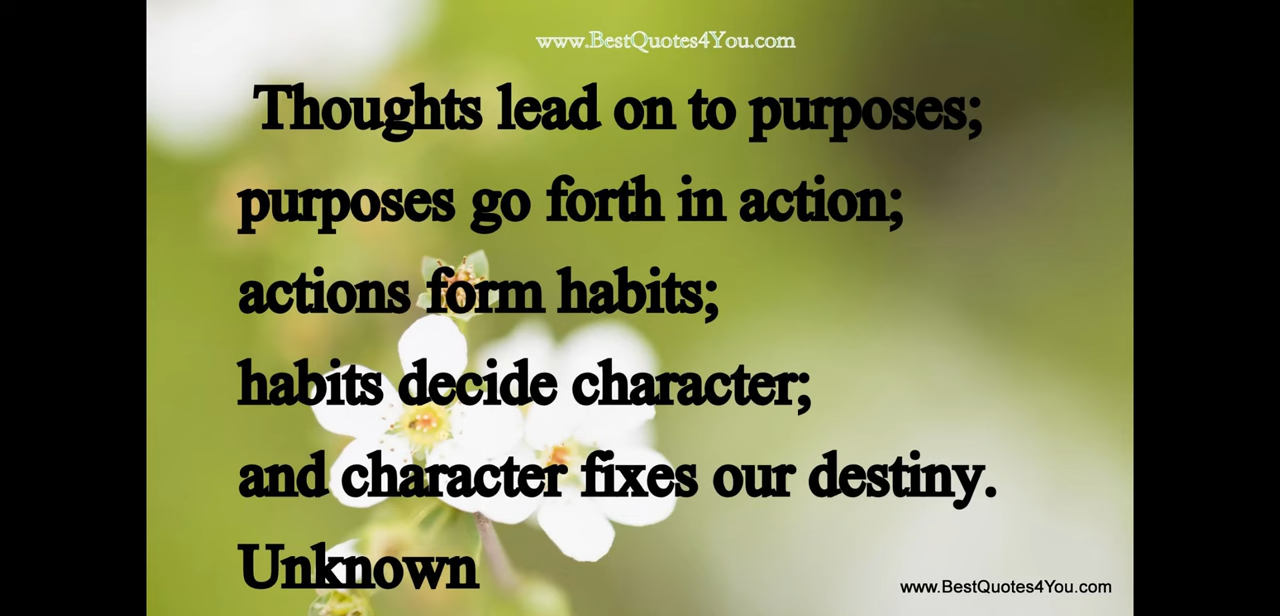 www.BestQuotes4You.com
Thoughts lead on to purposes;
purposes go forth in action;
actions form habits;
habits decide character;
and character fixes our destiny.
Unknown
www.BestQuotes4You.com